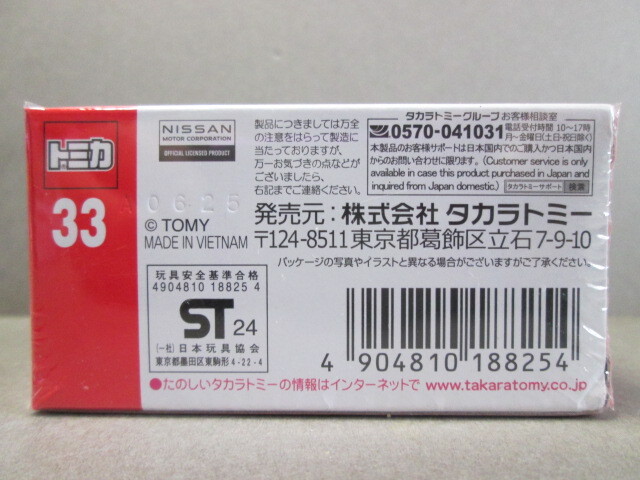 トミカ
33
NISSAN
MOTOR CORPORATION
OFFICIAL LICENSED PRODUCT
0625
© TOMY
MADE IN VIETNAM
製品につきましては万全
の注意をはらって製造に
当たっておりますが、
万一お気づきの点などが
ございましたら、
右記までご連絡ください。
タカラトミーグループ お客様相談室
0570-041031
電話受付時間 10〜17時
月〜金曜日(土日・祝日除く)
本製品のお客様サポートは日本国内でのご購入かつ日本国内
からのお問い合わせに限ります。(Customer service is only
available in case this product purchased in Japan and
inquired from Japan domestic.)
タカラトミーサポート 検索
発売元:株式会社 タカラトミー
〒124-8511東京都葛飾区立石7-9-10
パッケージの写真やイラストと異なる場合がございますがご了承ください。
玩具安全基準合格
4904810 18825 4
ST 24
(一社)日本玩具協会
東京都墨田区東駒形4-22-4
4 904810 188254
●たのしいタカラトミーの情報はインターネットで www.takaratomy.co.jp